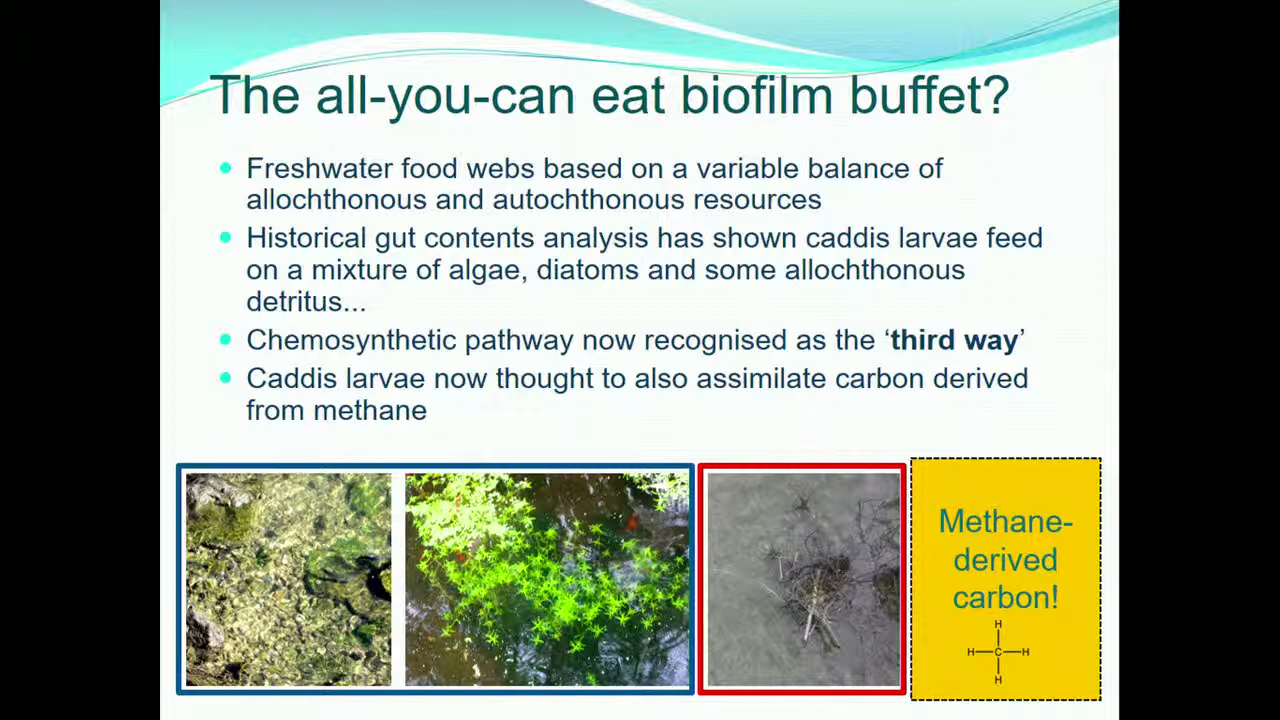 The all-you-can eat biofilm buffet?
Freshwater food webs based on a variable balance of
allochthonous and autochthonous resources
Historical gut contents analysis has shown caddis larvae feed
on a mixture of algae, diatoms and some allochthonous
detritus...
Chemosynthetic pathway now recognised as the ‘third way’
Caddis larvae now thought to also assimilate carbon derived
from methane
Methane-
derived
carbon!
H
H—C—H
H